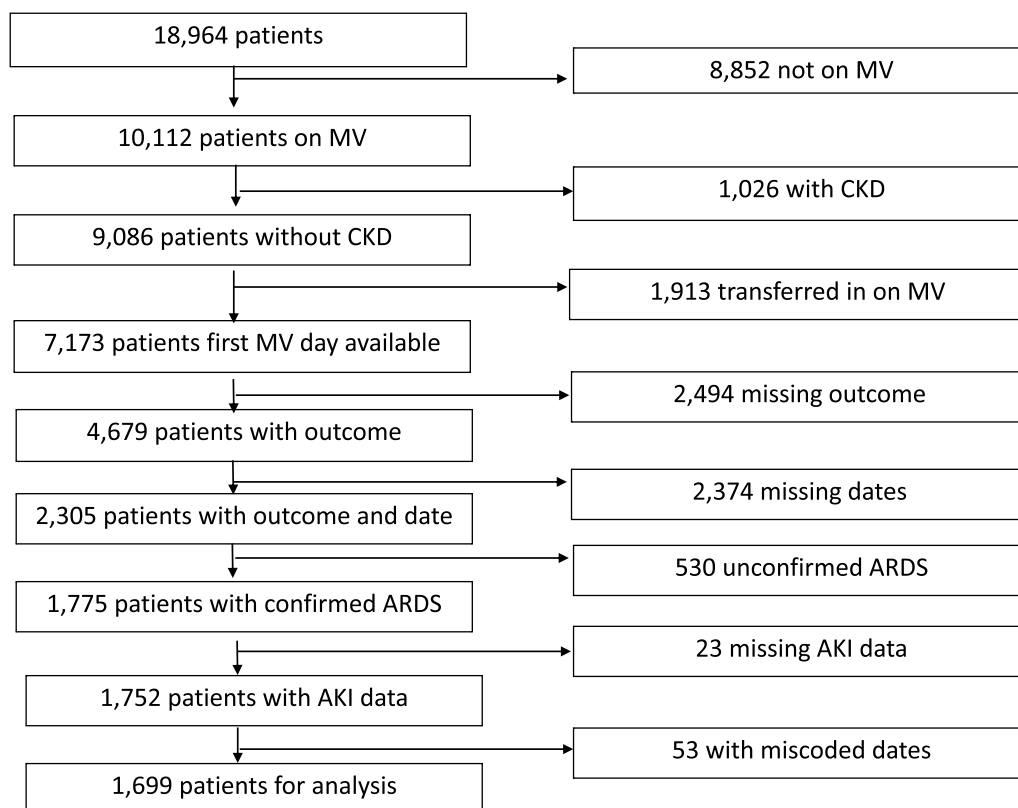 18,964 patients
8,852 not on MV
10,112 patients on MV
1,026 with CKD
9,086 patients without CKD
1,913 transferred in on MV
7,173 patients first MV day available
2,494 missing outcome
4,679 patients with outcome
2,374 missing dates
2,305 patients with outcome and date
530 unconfirmed ARDS
1,775 patients with confirmed ARDS
23 missing AKI data
1,752 patients with AKI data
53 with miscoded dates
1,699 patients for analysis